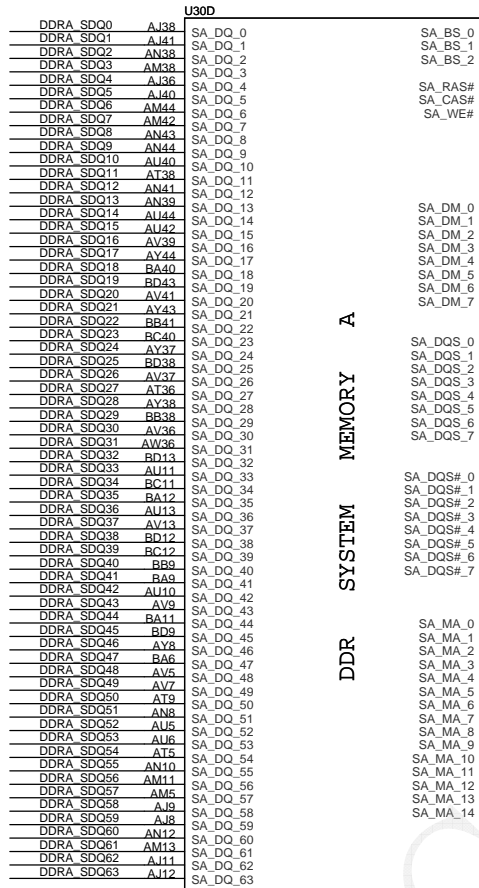 U30D
DDRA_SDQ0 AJ38 SA_DQ_0 SA_BS_0
DDRA_SDQ1 AJ41 SA_DQ_1 SA_BS_1
DDRA_SDQ2 AN38 SA_DQ_2 SA_BS_2
DDRA_SDQ3 AM38 SA_DQ_3
DDRA_SDQ4 AJ36 SA_DQ_4 SA_RAS#
DDRA_SDQ5 AJ40 SA_DQ_5 SA_CAS#
DDRA_SDQ6 AM44 SA_DQ_6 SA_WE#
DDRA_SDQ7 AM42 SA_DQ_7
DDRA_SDQ8 AN43 SA_DQ_8
DDRA_SDQ9 AN44 SA_DQ_9
DDRA_SDQ10 AU40 SA_DQ_10
DDRA_SDQ11 AT38 SA_DQ_11
DDRA_SDQ12 AN41 SA_DQ_12
DDRA_SDQ13 AN39 SA_DQ_13 SA_DM_0
DDRA_SDQ14 AU44 SA_DQ_14 SA_DM_1
DDRA_SDQ15 AU42 SA_DQ_15 SA_DM_2
DDRA_SDQ16 AV39 SA_DQ_16 SA_DM_3
DDRA_SDQ17 AY44 SA_DQ_17 SA_DM_4
DDRA_SDQ18 BA40 SA_DQ_18 SA_DM_5
DDRA_SDQ19 BD43 SA_DQ_19 SA_DM_6
DDRA_SDQ20 AV41 SA_DQ_20 SA_DM_7
DDRA_SDQ21 AY43 SA_DQ_21
DDRA_SDQ22 BB41 SA_DQ_22
DDRA_SDQ23 BC40 SA_DQ_23 SA_DQS_0
DDRA_SDQ24 AY37 SA_DQ_24 SA_DQS_1
DDRA_SDQ25 BD38 SA_DQ_25 SA_DQS_2
DDRA_SDQ26 AV37 SA_DQ_26 SA_DQS_3
DDRA_SDQ27 AT36 SA_DQ_27 SA_DQS_4
DDRA_SDQ28 AY38 SA_DQ_28 SA_DQS_5
DDRA_SDQ29 BB38 SA_DQ_29 SA_DQS_6
DDRA_SDQ30 AV36 SA_DQ_30 SA_DQS_7
DDRA_SDQ31 AW36 SA_DQ_31
DDRA_SDQ32 BD13 SA_DQ_32
DDRA_SDQ33 AU11 SA_DQ_33 SA_DQS#_0
DDRA_SDQ34 BC11 SA_DQ_34 SA_DQS#_1
DDRA_SDQ35 BA12 SA_DQ_35 SA_DQS#_2
DDRA_SDQ36 AU13 SA_DQ_36 SA_DQS#_3
DDRA_SDQ37 AV13 SA_DQ_37 SA_DQS#_4
DDRA_SDQ38 BD12 SA_DQ_38 SA_DQS#_5
DDRA_SDQ39 BC12 SA_DQ_39 SA_DQS#_6
DDRA_SDQ40 BB9 SA_DQ_40 SA_DQS#_7
DDRA_SDQ41 BA9 SA_DQ_41
DDRA_SDQ42 AU10 SA_DQ_42
DDRA_SDQ43 AV9 SA_DQ_43
DDRA_SDQ44 BA11 SA_DQ_44 SA_MA_0
DDRA_SDQ45 BD9 SA_DQ_45 SA_MA_1
DDRA_SDQ46 AY8 SA_DQ_46 SA_MA_2
DDRA_SDQ47 BA6 SA_DQ_47 SA_MA_3
DDRA_SDQ48 AV5 SA_DQ_48 SA_MA_4
DDRA_SDQ49 AV7 SA_DQ_49 SA_MA_5
DDRA_SDQ50 AT9 SA_DQ_50 SA_MA_6
DDRA_SDQ51 AN8 SA_DQ_51 SA_MA_7
DDRA_SDQ52 AU5 SA_DQ_52 SA_MA_8
DDRA_SDQ53 AU6 SA_DQ_53 SA_MA_9
DDRA_SDQ54 AT5 SA_DQ_54 SA_MA_10
DDRA_SDQ55 AN10 SA_DQ_55 SA_MA_11
DDRA_SDQ56 AM11 SA_DQ_56 SA_MA_12
DDRA_SDQ57 AM5 SA_DQ_57 SA_MA_13
DDRA_SDQ58 AJ9 SA_DQ_58 SA_MA_14
DDRA_SDQ59 AJ8 SA_DQ_59
DDRA_SDQ60 AN12 SA_DQ_60
DDRA_SDQ61 AM13 SA_DQ_61
DDRA_SDQ62 AJ11 SA_DQ_62
DDRA_SDQ63 AJ12 SA_DQ_63
DDR SYSTEM MEMORY A